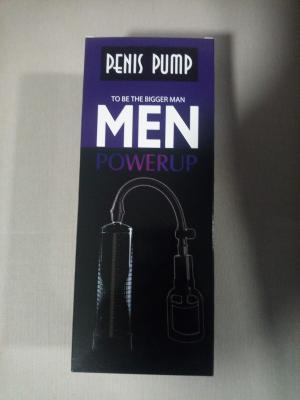 PENIS PUMP
TO BE THE BIGGER MAN
MEN
POWERUP